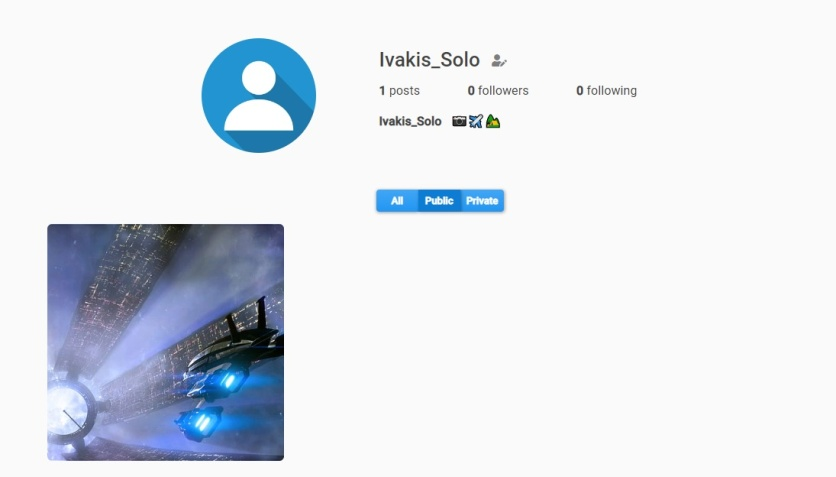 Ivakis_Solo
1 posts 0 followers 0 following
Ivakis_Solo 📷✈️🏕️
All Public Private